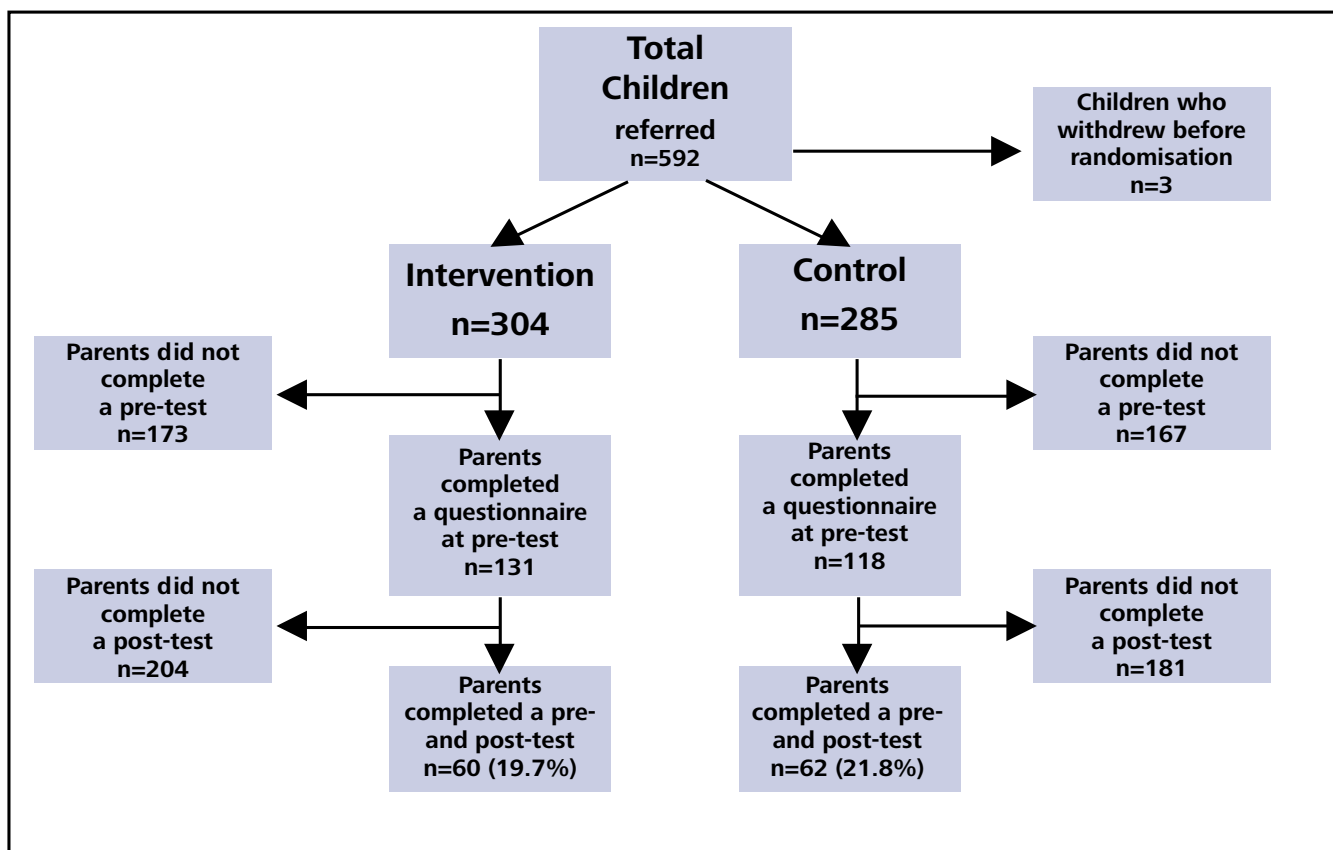 Total
Children
referred
n=592
Children who
withdrew before
randomisation
n=3
Intervention
n=304
Control
n=285
Parents did not
complete
a pre-test
n=173
Parents did not
complete
a pre-test
n=167
Parents
completed
a questionnaire
at pre-test
n=131
Parents
completed
a questionnaire
at pre-test
n=118
Parents did not
complete
a post-test
n=204
Parents did not
complete
a post-test
n=181
Parents
completed a pre-
and post-test
n=60 (19.7%)
Parents
completed a pre-
and post-test
n=62 (21.8%)